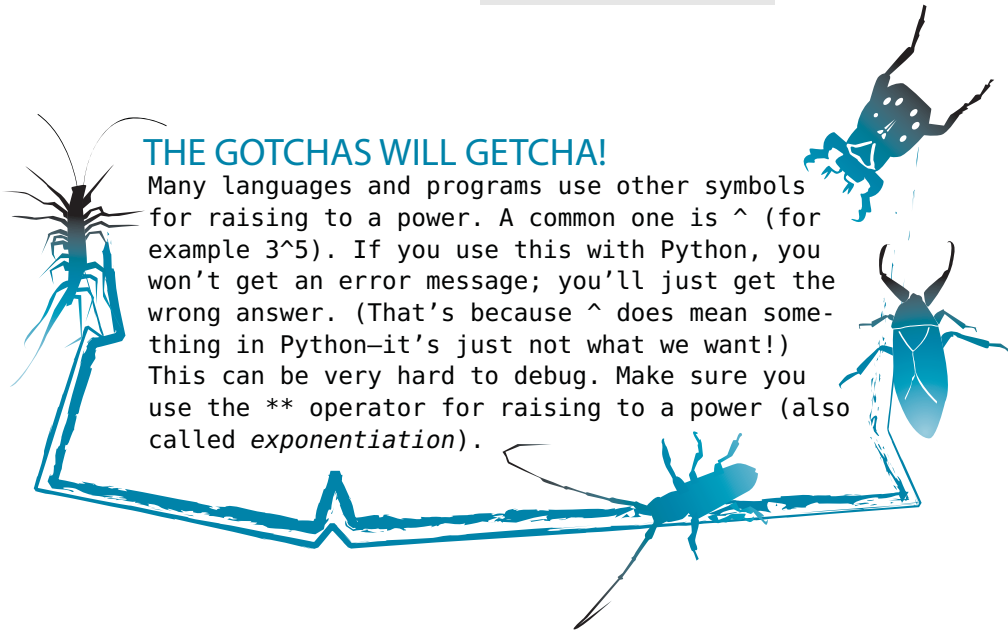 THE GOTCHAS WILL GETCHA!
Many languages and programs use other symbols
for raising to a power. A common one is ^ (for
example 3^5). If you use this with Python, you
won’t get an error message; you’ll just get the
wrong answer. (That’s because ^ does mean some-
thing in Python—it’s just not what we want!)
This can be very hard to debug. Make sure you
use the ** operator for raising to a power (also
called exponentiation).